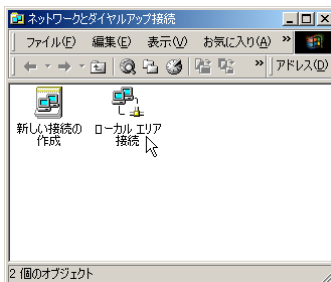 ネットワークとダイヤルアップ接続
ファイル(F) 編集(E) 表示(V) お気に入り(A) »
» アドレス(D)
新しい接続の
作成
ローカル エリア
接続
2 個のオブジェクト